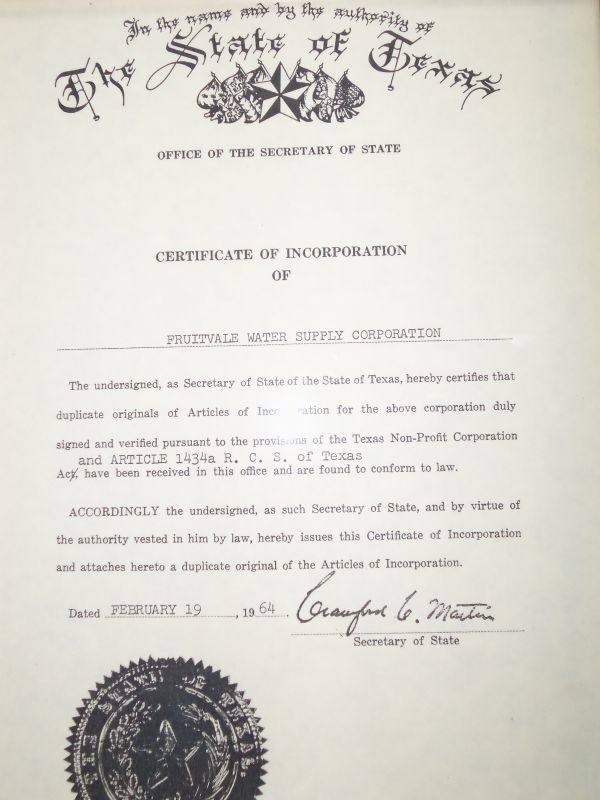 In the name and by the authority of
The State of Texas
OFFICE OF THE SECRETARY OF STATE
CERTIFICATE OF INCORPORATION
OF
FRUITVALE WATER SUPPLY CORPORATION
The undersigned, as Secretary of State of the State of Texas, hereby certifies that
duplicate originals of Articles of Inc ration for the above corporation duly
signed and verified pursuant to the provisions of the Texas Non-Profit Corporation
and ARTICLE 1434a R. C. S. of Texas
Act, have been received in this office and are found to conform to law.
ACCORDINGLY the undersigned, as such Secretary of State, and by virtue of
the authority vested in him by law, hereby issues this Certificate of Incorporation
and attaches hereto a duplicate original of the Articles of Incorporation.
Dated FEBRUARY 19, 1964. Crawford C. Martin
Secretary of State
THE STATE OF TEXAS